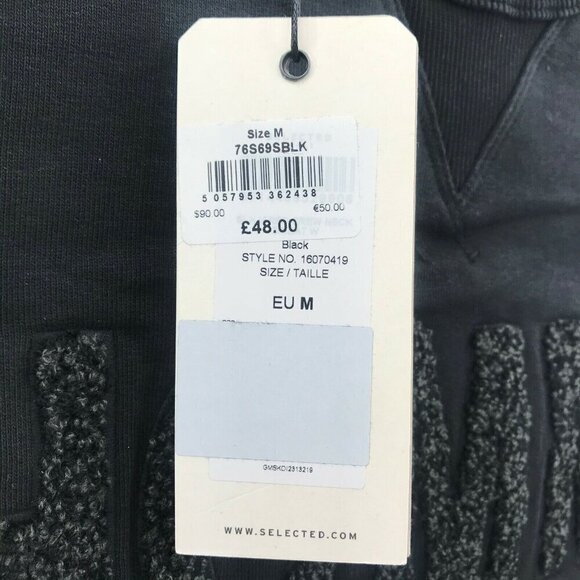 Size M
76S69SBLK
5 057953 362438
$90.00 €50.00
£48.00
Black
STYLE NO. 16070419
SIZE / TAILLE
EU M
WWW.SELECTED.COM